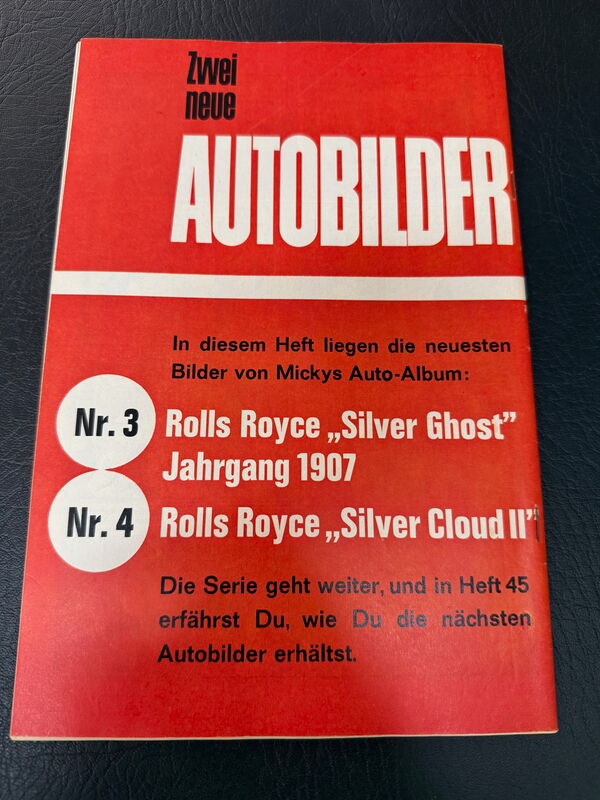 Zwei
neue
AUTOBILDER
In diesem Heft liegen die neuesten
Bilder von Mickys Auto-Album:
Nr. 3 Rolls Royce „Silver Ghost”
Jahrgang 1907
Nr. 4 Rolls Royce „Silver Cloud II”
Die Serie geht weiter, und in Heft 45
erfährst Du, wie Du die nächsten
Autobilder erhältst.